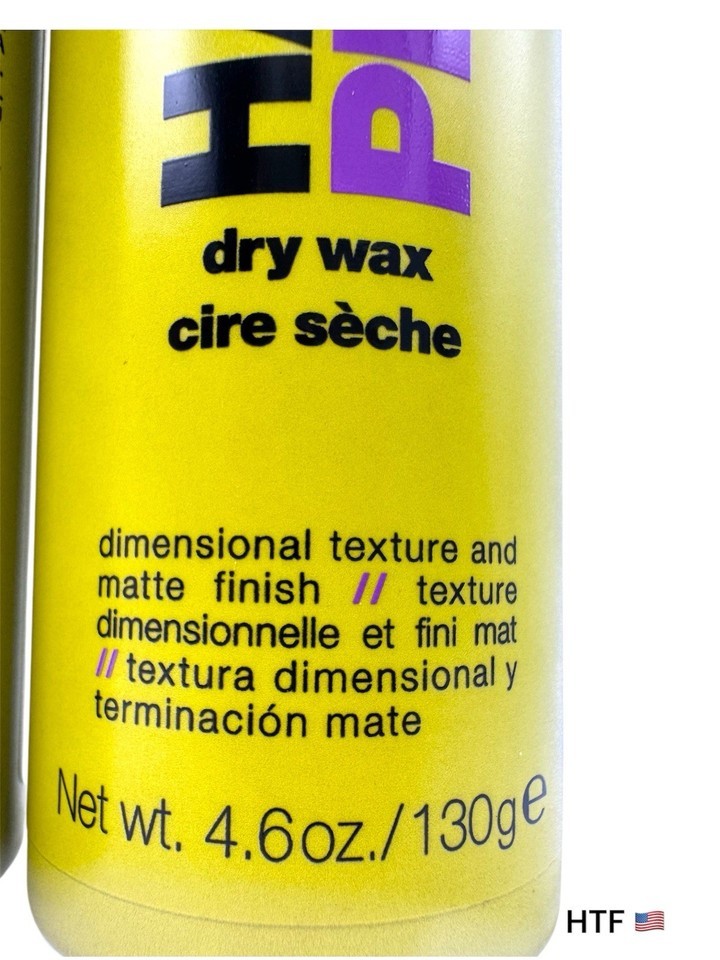 dry wax
cire sèche
dimensional texture and
matte finish // texture
dimensionnelle et fini mat
// textura dimensional y
terminación mate
Net wt. 4.6oz./130g℮
HTF 🇺🇸